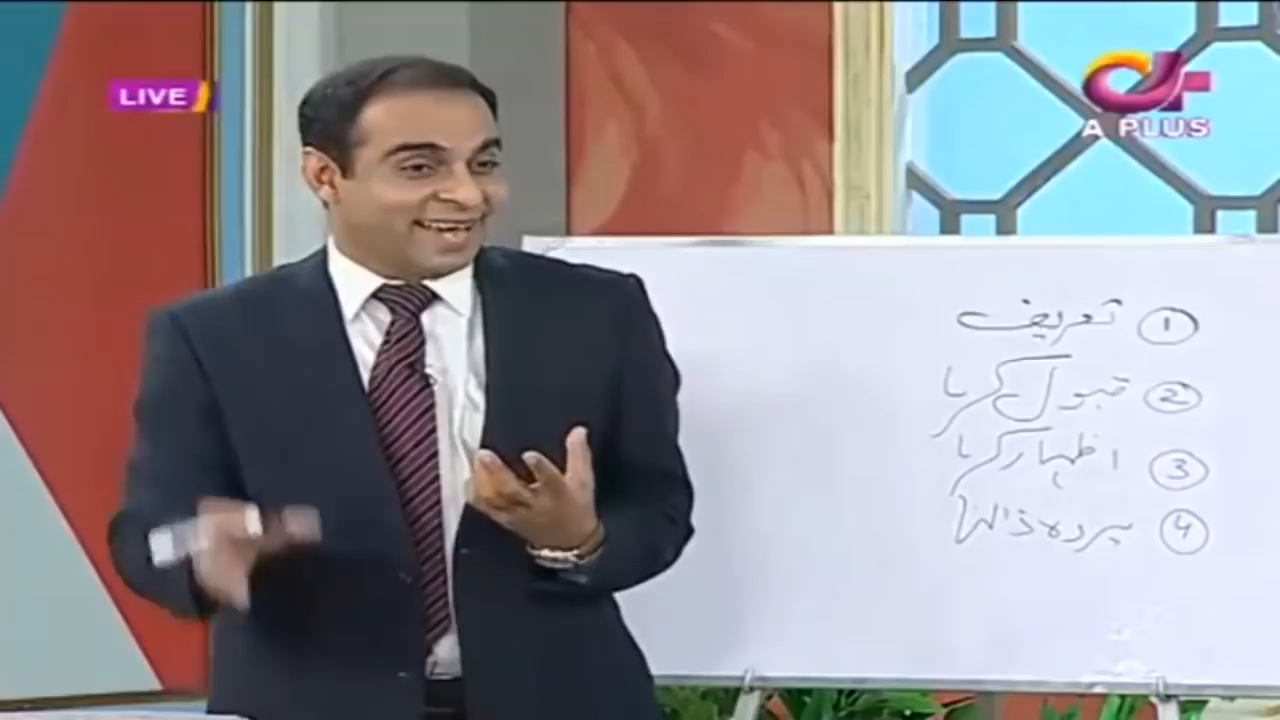 LIVE
A PLUS
① تعریف
② قبول کرنا
③ اظہار کرنا
④ پردہ ڈالنا